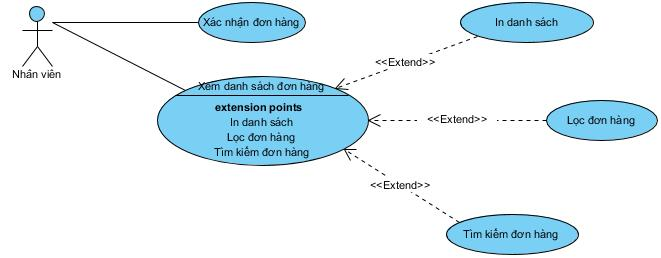 Nhân viên
Xác nhận đơn hàng
Xem danh sách đơn hàng
extension points
In danh sách
Lọc đơn hàng
Tìm kiếm đơn hàng
<<Extend>>
In danh sách
<<Extend>>
Lọc đơn hàng
<<Extend>>
Tìm kiếm đơn hàng